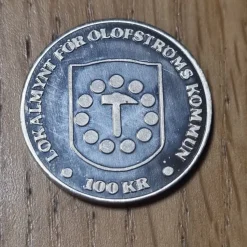 LOKALMYNT FÖR OLOFSTRÖMS KOMMUN
100 KR